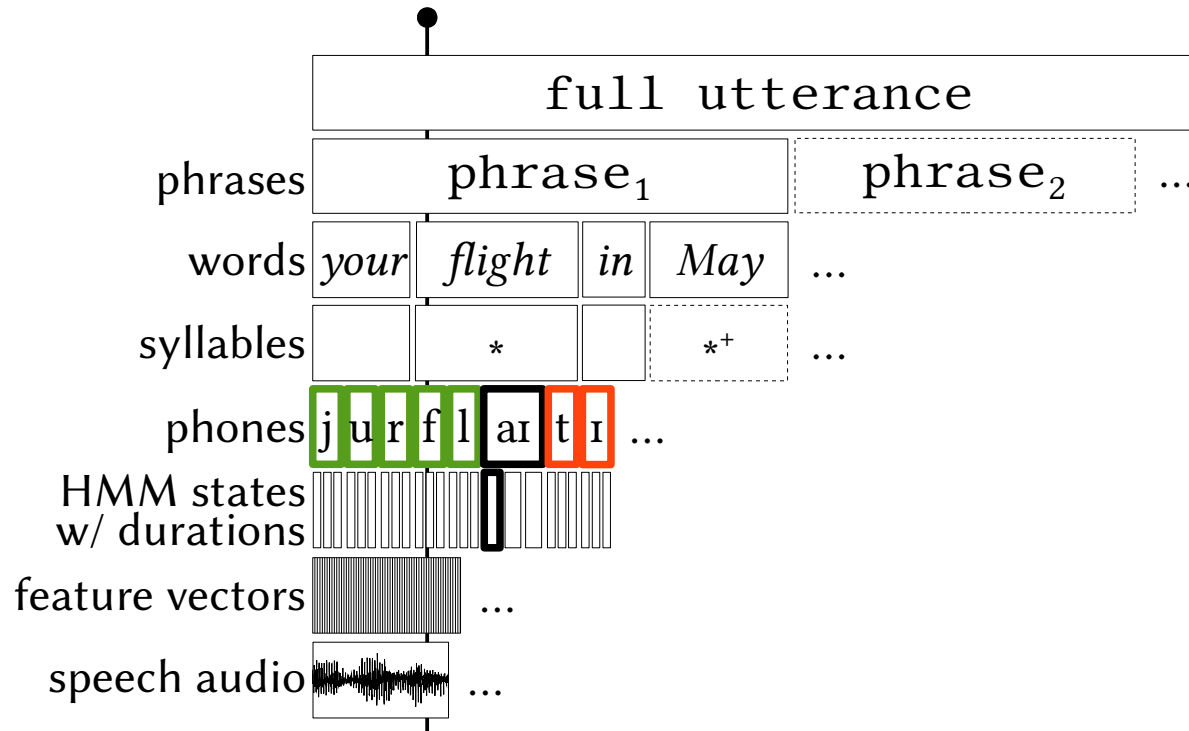 full utterance
phrases phrase₁ phrase₂ ...
words your flight in May ...
syllables * *⁺ ...
phones j u r f l aɪ t ɪ ...
HMM states
w/ durations
feature vectors ...
speech audio ...